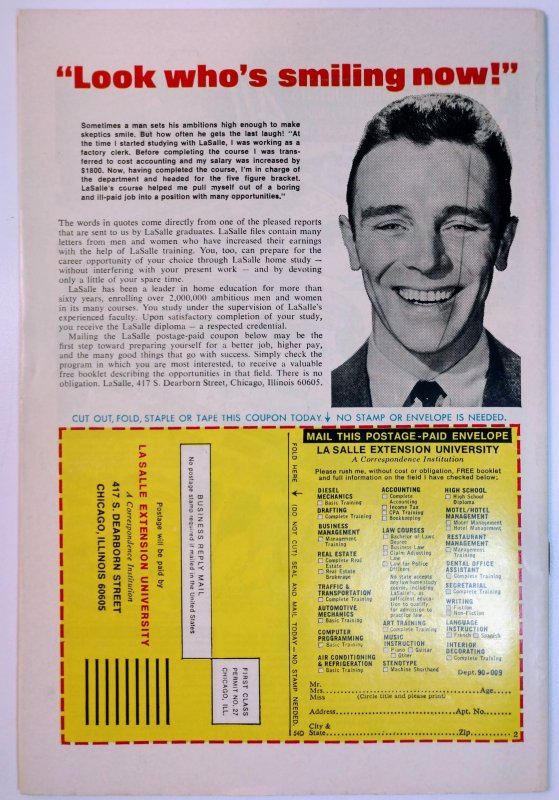 “Look who’s smiling now!”
Sometimes a man sets his ambitions high enough to make
skeptics smile. But how often he gets the last laugh! “At
the time I started studying with LaSalle, I was working as a
factory clerk. Before completing the course I was trans-
ferred to cost accounting and my salary was increased by
$1800. Now, having completed the course, I’m in charge of
the department and headed for the five figure bracket.
LaSalle’s course helped me pull myself out of a boring
and ill-paid job into a position with many opportunities.”
The words in quotes come directly from one of the pleased reports
that are sent to us by LaSalle graduates. LaSalle files contain many
letters from men and women who have increased their earnings
with the help of LaSalle training. You, too, can prepare for the
career opportunity of your choice through LaSalle home study —
without interfering with your present work — and by devoting
only a little of your spare time.
LaSalle has been a leader in home education for more than
sixty years, enrolling over 2,000,000 ambitious men and women
in its many courses. You study under the supervision of LaSalle’s
experienced faculty. Upon satisfactory completion of your study,
you receive the LaSalle diploma – a respected credential.
Mailing the LaSalle postage-paid coupon below may be the
first step toward preparing yourself for a better job, higher pay,
and the many good things that go with success. Simply check the
program in which you are most interested, to receive a valuable
free booklet describing the opportunities in that field. There is no
obligation. LaSalle, 417 S. Dearborn Street, Chicago, Illinois 60605.
CUT OUT, FOLD, STAPLE OR TAPE THIS COUPON TODAY. NO STAMP OR ENVELOPE IS NEEDED.
FIRST CLASS
PERMIT NO. 27
CHICAGO, ILL.
BUSINESS REPLY MAIL
No postage stamp required if mailed in the United States
Postage will be paid by
LA SALLE EXTENSION UNIVERSITY
A Correspondence Institution
417 S. DEARBORN STREET
CHICAGO, ILLINOIS 60605
FOLD HERE (DO NOT CUT) SEAL AND MAIL TODAY — NO STAMP NEEDED.
54D
MAIL THIS POSTAGE-PAID ENVELOPE
LA SALLE EXTENSION UNIVERSITY
A Correspondence Institution
Please rush me, without cost or obligation, FREE booklet
and full information on the field I have checked below:
DIESEL
MECHANICS
Basic Training
DRAFTING
Complete Training
BUSINESS
MANAGEMENT
Management
Training
REAL ESTATE
Complete Real
Estate
Real Estate
Brokerage
TRAFFIC &
TRANSPORTATION
Complete Training
AUTOMOTIVE
MECHANICS
Basic Training
COMPUTER
PROGRAMMING
Basic Training
AIR CONDITIONING
& REFRIGERATION
Basic Training
ACCOUNTING
Complete
Accounting
Income Tax
CPA Training
Bookkeeping
LAW COURSES
Bachelor of Laws
Degree
Business Law
Claim Adjusting
Law
Law for Police
Officers
No state accepts
any law home study
course, including
LaSalle's, as
sufficient educa-
tion to qualify
for admission to
practice law.
ART TRAINING
Complete Training
MUSIC
INSTRUCTION
Piano Guitar
Other
STENOTYPE
Machine Shorthand
HIGH SCHOOL
High School
Diploma
MOTEL/HOTEL
MANAGEMENT
Motel Management
Hotel Management
RESTAURANT
MANAGEMENT
Management
Training
DENTAL OFFICE
ASSISTANT
Complete Training
SECRETARIAL
Complete Training
WRITING
Fiction
Non-Fiction
LANGUAGE
INSTRUCTION
French Spanish
INTERIOR
DECORATING
Complete Training
Dept. 90-009
Mr.
Mrs. Age
Miss (Circle title and please print)
Address Apt. No.
City &
State Zip
2